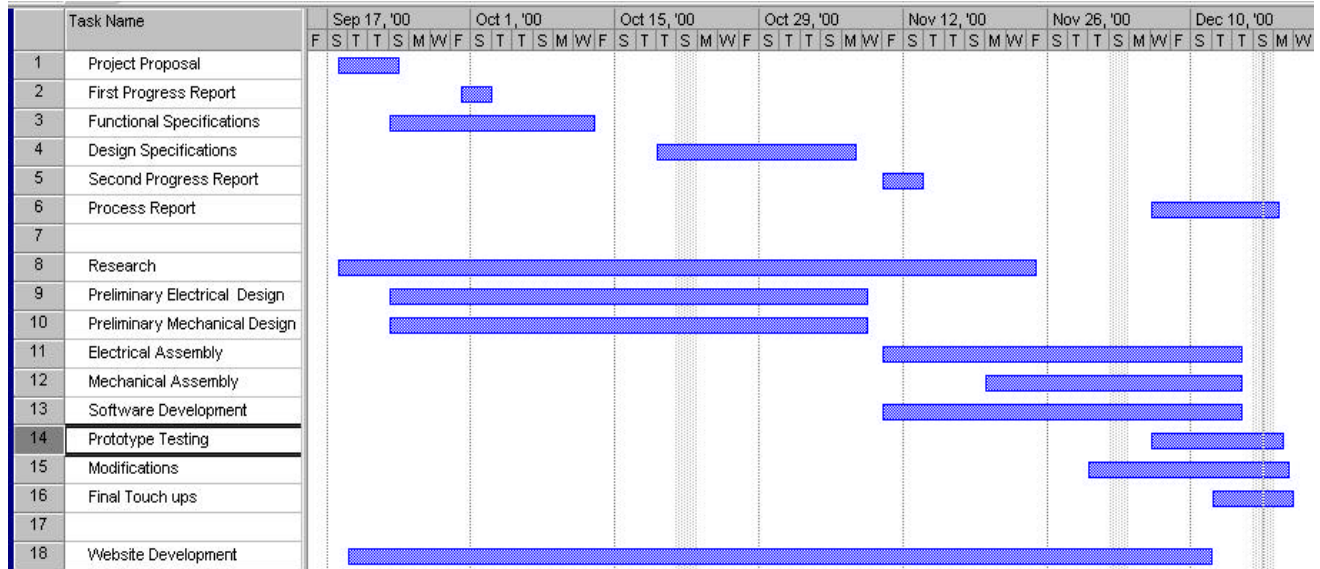 Task Name Sep 17, '00 Oct 1, '00 Oct 15, '00 Oct 29, '00 Nov 12, '00 Nov 26, '00 Dec 10, '00
F S T T S M W F S T T S M W F S T T S M W F S T T S M W F S T T S M W F S T T S M W F S T T S M W
1 Project Proposal
2 First Progress Report
3 Functional Specifications
4 Design Specifications
5 Second Progress Report
6 Process Report
7
8 Research
9 Preliminary Electrical Design
10 Preliminary Mechanical Design
11 Electrical Assembly
12 Mechanical Assembly
13 Software Development
14 Prototype Testing
15 Modifications
16 Final Touch ups
17
18 Website Development